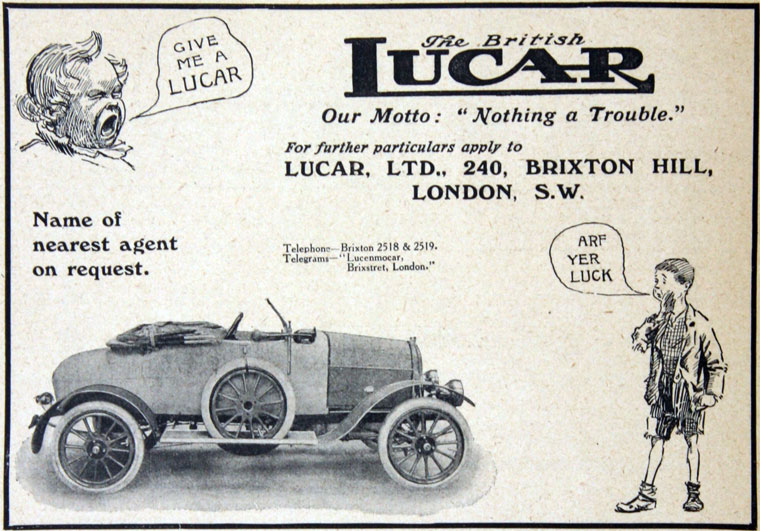 GIVE
ME A
LUCAR
The British
LUCAR
Our Motto: "Nothing a Trouble."
For further particulars apply to
LUCAR, LTD., 240, BRIXTON HILL,
LONDON, S.W.
Name of
nearest agent
on request.
Telephone—Brixton 2518 & 2519.
Telegrams—"Lucenmocar,
Brixstret, London."
ARF
YER
LUCK